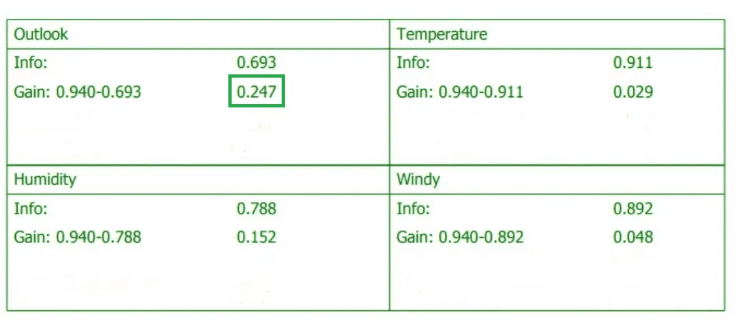 Outlook
Info: 0.693
Gain: 0.940-0.693 0.247
Temperature
Info: 0.911
Gain: 0.940-0.911 0.029
Humidity
Info: 0.788
Gain: 0.940-0.788 0.152
Windy
Info: 0.892
Gain: 0.940-0.892 0.048